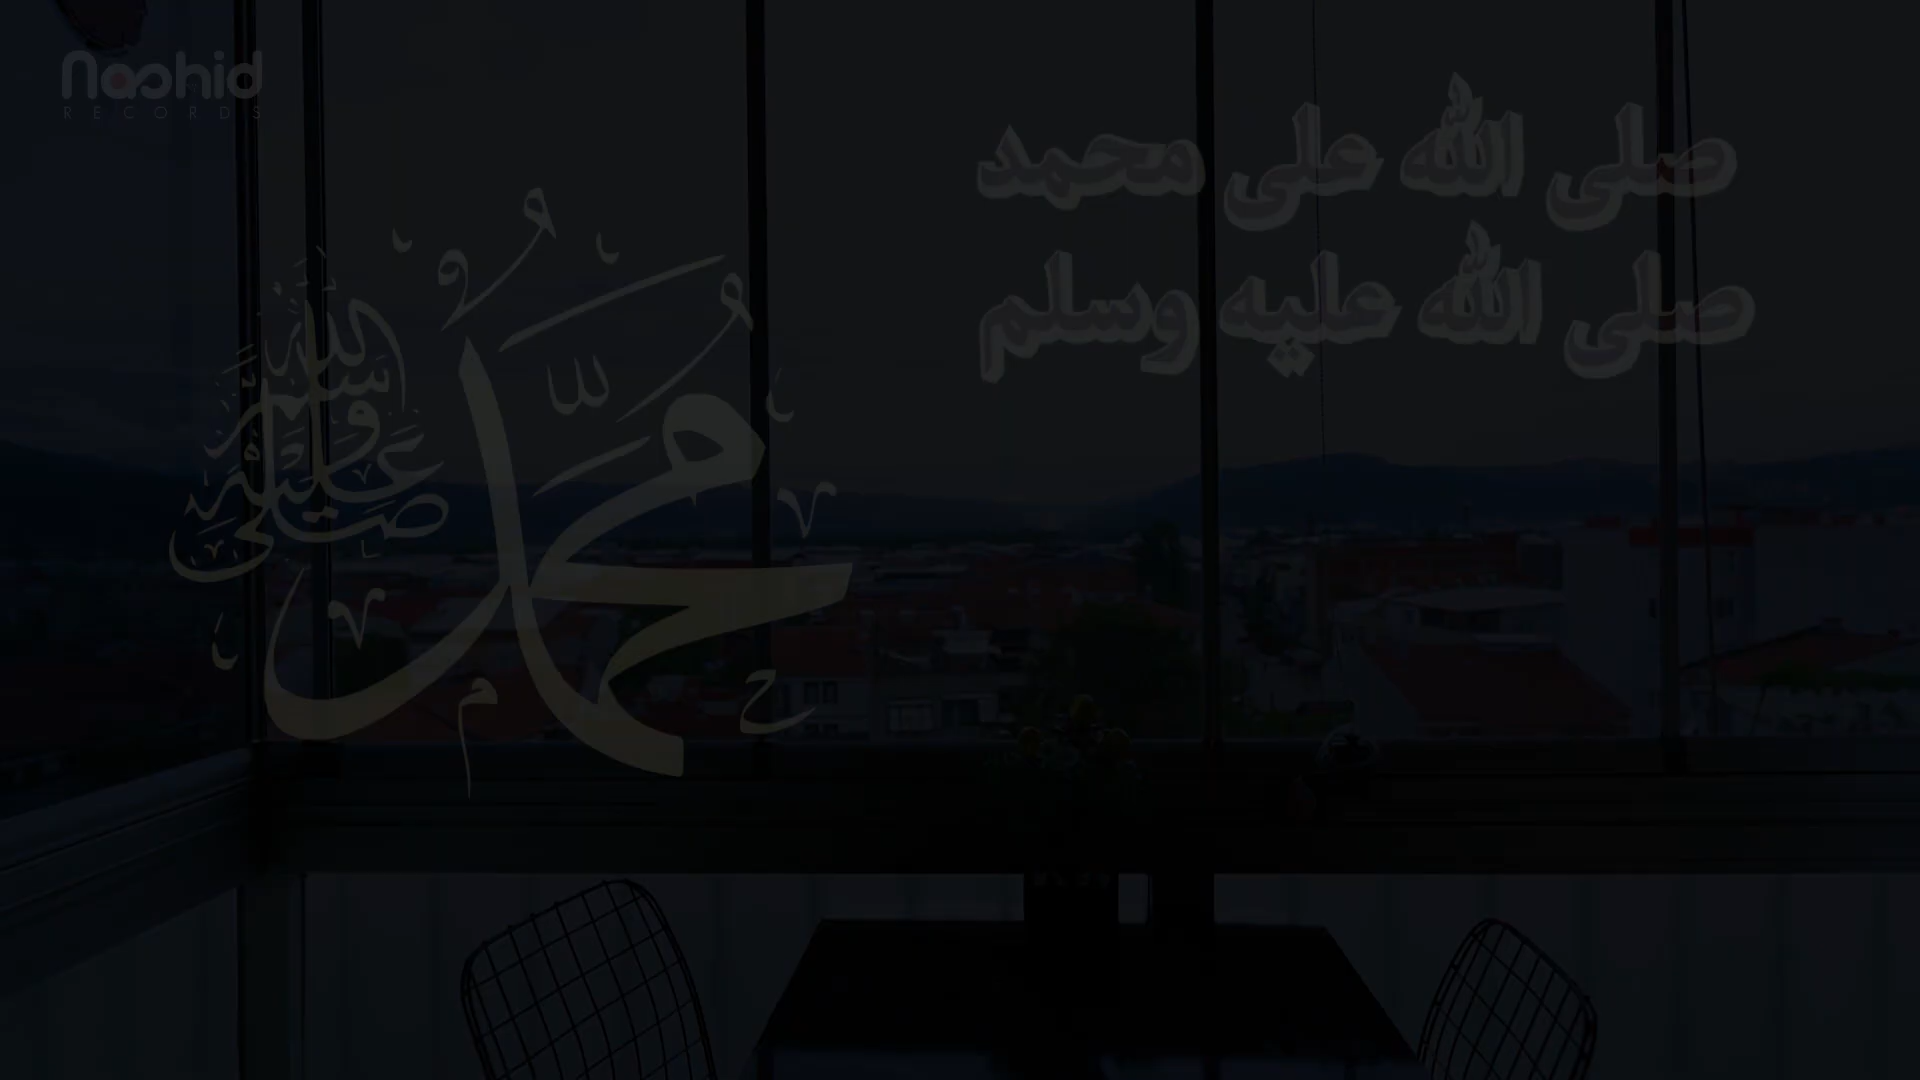 Nashid
RECORDS
صلى الله على محمد
صلى الله عليه وسلم
محمد
صلى الله عليه وسلم